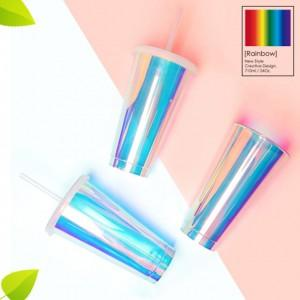 [Rainbow]
New Style
Creative Design
710ml / 24Oz.